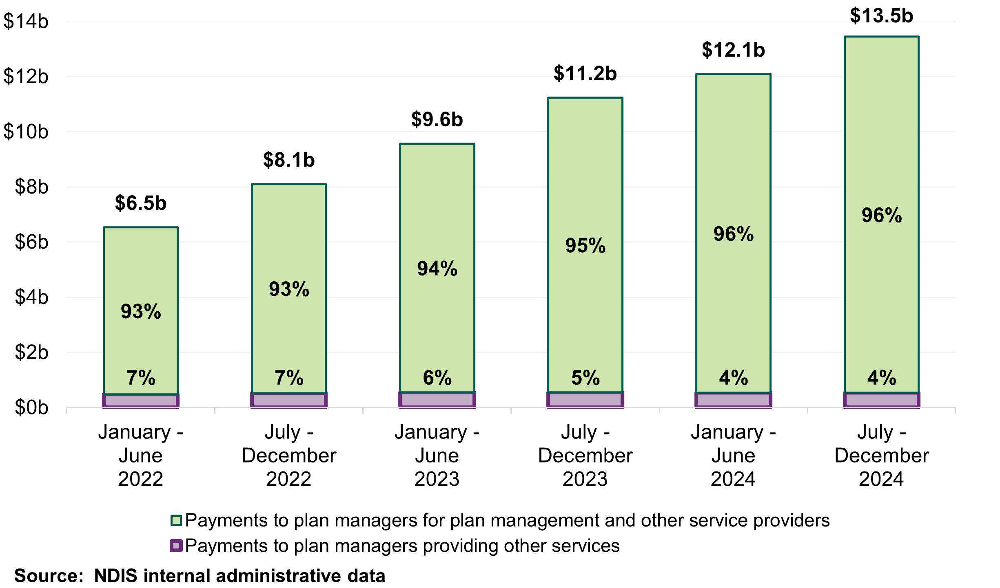 $14b
$12b
$10b
$8b
$6b
$4b
$2b
$0b
$6.5b
$8.1b
$9.6b
$11.2b
$12.1b
$13.5b
93%
93%
94%
95%
96%
96%
7%
7%
6%
5%
4%
4%
January -
June
2022
July -
December
2022
January -
June
2023
July -
December
2023
January -
June
2024
July -
December
2024
Payments to plan managers for plan management and other service providers
Payments to plan managers providing other services
Source:  NDIS internal administrative data